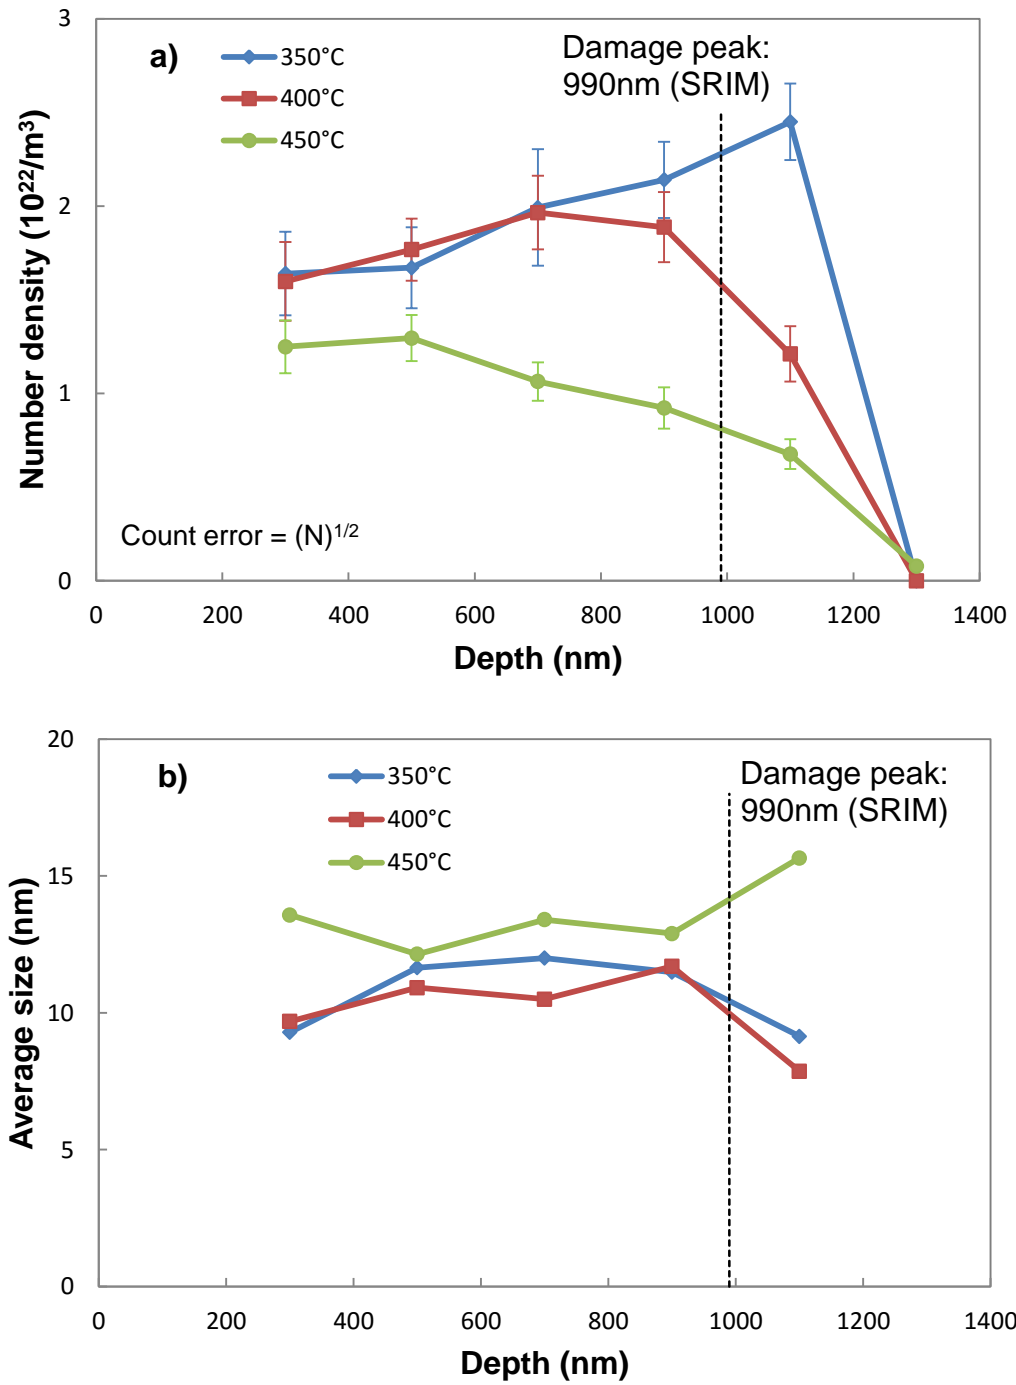 a)
350°C
400°C
450°C
Damage peak:
990nm (SRIM)
Number density (10²²/m³)
3
2
1
0
Count error = (N)¹/²
0 200 400 600 800 1000 1200 1400
Depth (nm)
b)
350°C
400°C
450°C
Damage peak:
990nm (SRIM)
Average size (nm)
20
15
10
5
0
0 200 400 600 800 1000 1200 1400
Depth (nm)